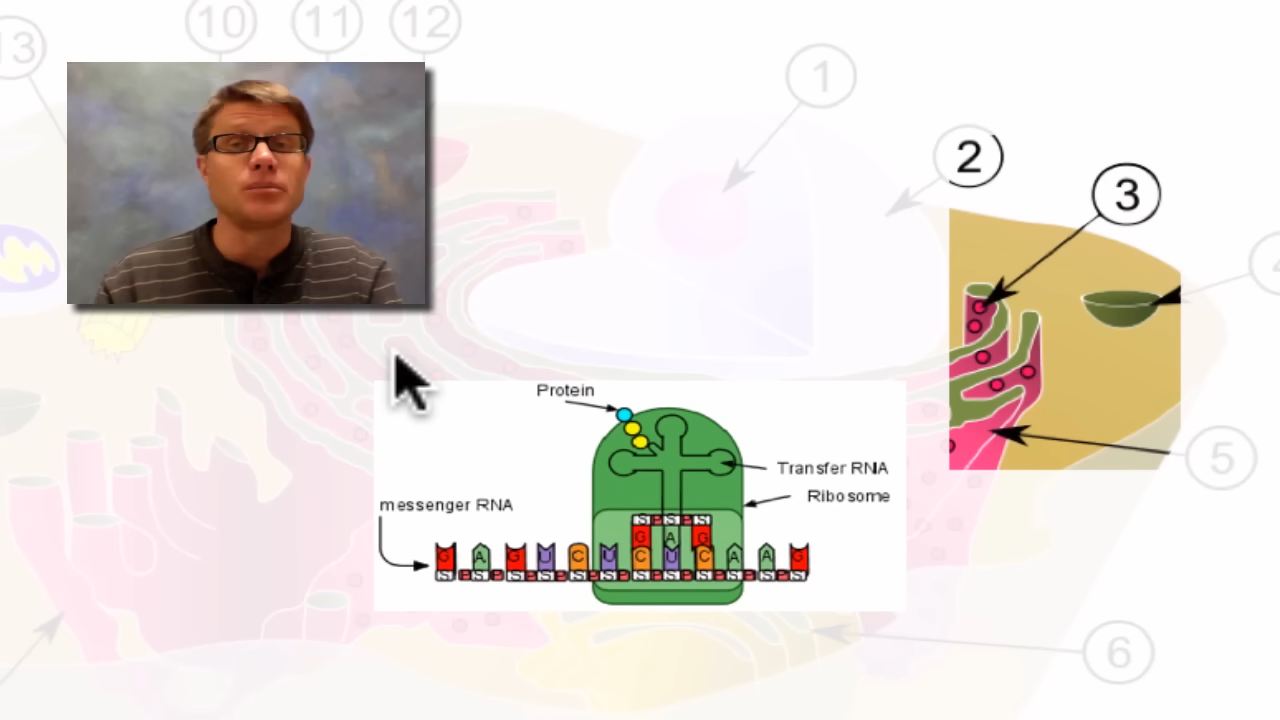 13
10
11
12
1
2
3
4
Protein
Transfer RNA
Ribosome
messenger RNA
S P S P S
G A G
G A G U C U C U C A A G
S P S P S P S P S P S P S P S P S P S P S P S
5
6